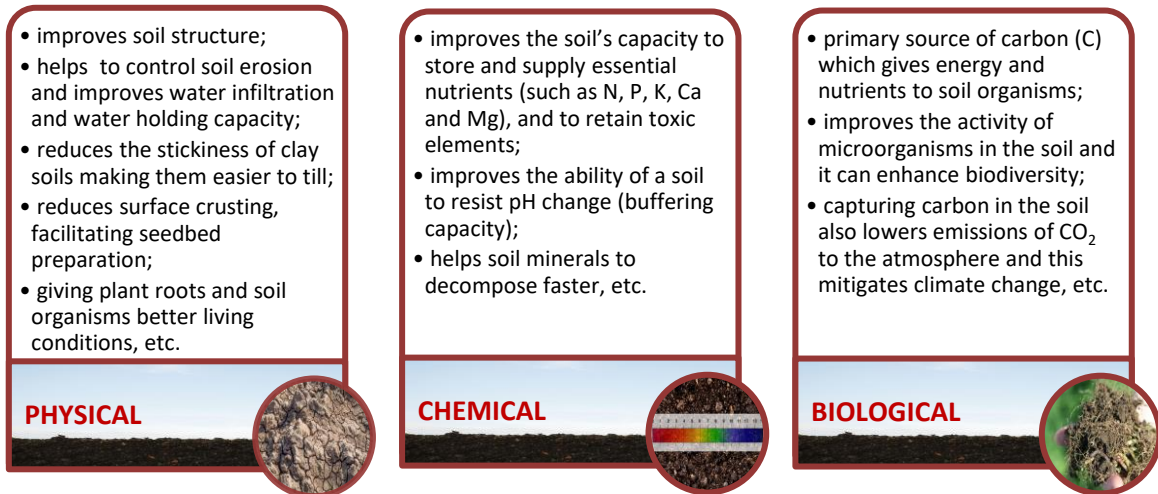 • improves soil structure;
• helps  to control soil erosion
and improves water infiltration
and water holding capacity;
• reduces the stickiness of clay
soils making them easier to till;
• reduces surface crusting,
facilitating seedbed
preparation;
• giving plant roots and soil
organisms better living
conditions, etc.
PHYSICAL
• improves the soil’s capacity to
store and supply essential
nutrients (such as N, P, K, Ca
and Mg), and to retain toxic
elements;
• improves the ability of a soil
to resist pH change (buffering
capacity);
• helps soil minerals to
decompose faster, etc.
CHEMICAL
• primary source of carbon (C)
which gives energy and
nutrients to soil organisms;
• improves the activity of
microorganisms in the soil and
it can enhance biodiversity;
• capturing carbon in the soil
also lowers emissions of CO₂
to the atmosphere and this
mitigates climate change, etc.
BIOLOGICAL